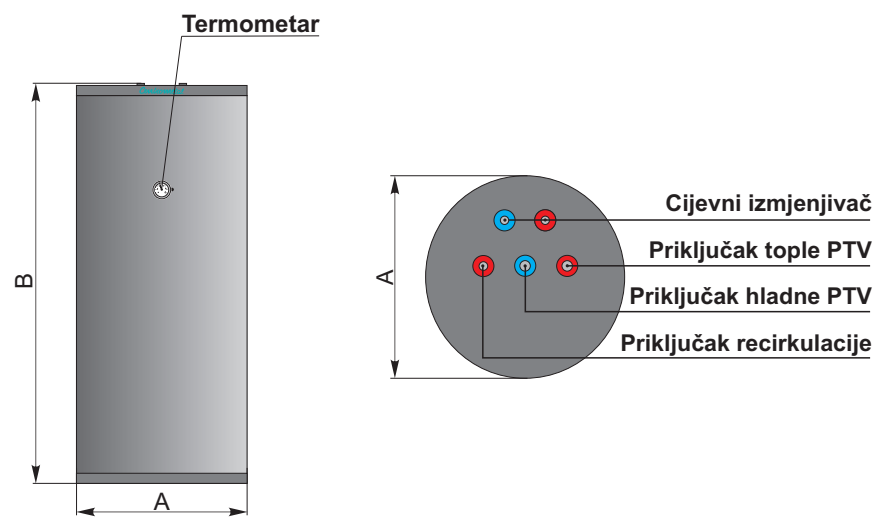 Termometar
Cijevni izmjenjivač
Priključak tople PTV
Priključak hladne PTV
Priključak recirkulacije
B
A
A